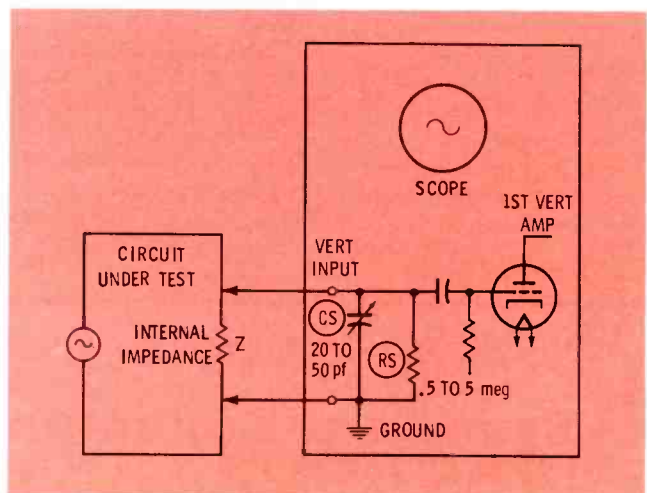 SCOPE
1ST VERT
AMP
CIRCUIT
UNDER TEST
VERT
INPUT
INTERNAL
IMPEDANCE
Z
CS
20 TO
50 pf
RS
.5 TO 5 meg
GROUND